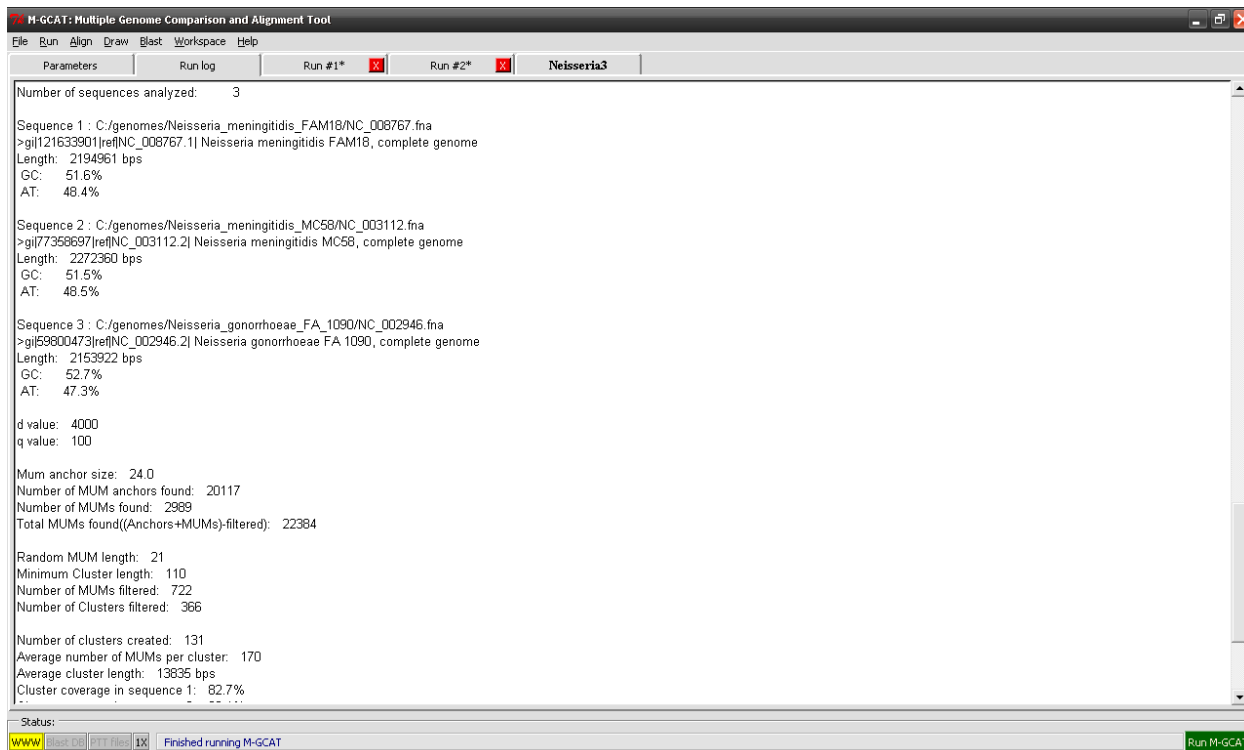 M-GCAT: Multiple Genome Comparison and Alignment Tool
File Run Align Draw Blast Workspace Help
Parameters Run log Run #1* X Run #2* X Neisseria3
Number of sequences analyzed: 3
Sequence 1 : C:/genomes/Neisseria_meningitidis_FAM18/NC_008767.fna
>gi|121633901|ref|NC_008767.1| Neisseria meningitidis FAM18, complete genome
Length: 2194961 bps
GC: 51.6%
AT: 48.4%
Sequence 2 : C:/genomes/Neisseria_meningitidis_MC58/NC_003112.fna
>gi|77358697|ref|NC_003112.2| Neisseria meningitidis MC58, complete genome
Length: 2272360 bps
GC: 51.5%
AT: 48.5%
Sequence 3 : C:/genomes/Neisseria_gonorrhoeae_FA_1090/NC_002946.fna
>gi|59800473|ref|NC_002946.2| Neisseria gonorrhoeae FA 1090, complete genome
Length: 2153922 bps
GC: 52.7%
AT: 47.3%
d value: 4000
q value: 100
Mum anchor size: 24.0
Number of MUM anchors found: 20117
Number of MUMs found: 2989
Total MUMs found((Anchors+MUMs)-filtered): 22384
Random MUM length: 21
Minimum Cluster length: 110
Number of MUMs filtered: 722
Number of Clusters filtered: 366
Number of clusters created: 131
Average number of MUMs per cluster: 170
Average cluster length: 13835 bps
Cluster coverage in sequence 1: 82.7%
Status:
WWW Blast DB PTT files 1X Finished running M-GCAT Run M-GCAT